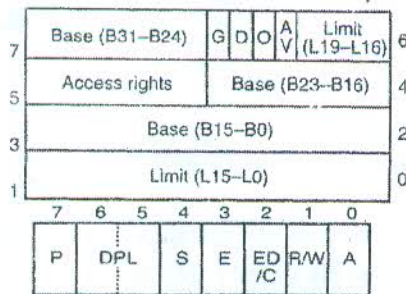 7 Base (B31–B24) G D O AV Limit (L19–L16) 6
5 Access rights Base (B23–B16) 4
3 Base (B15–B0) 2
1 Limit (L15–L0) 0
7 6 5 4 3 2 1 0
P DPL S E ED/C R/W A